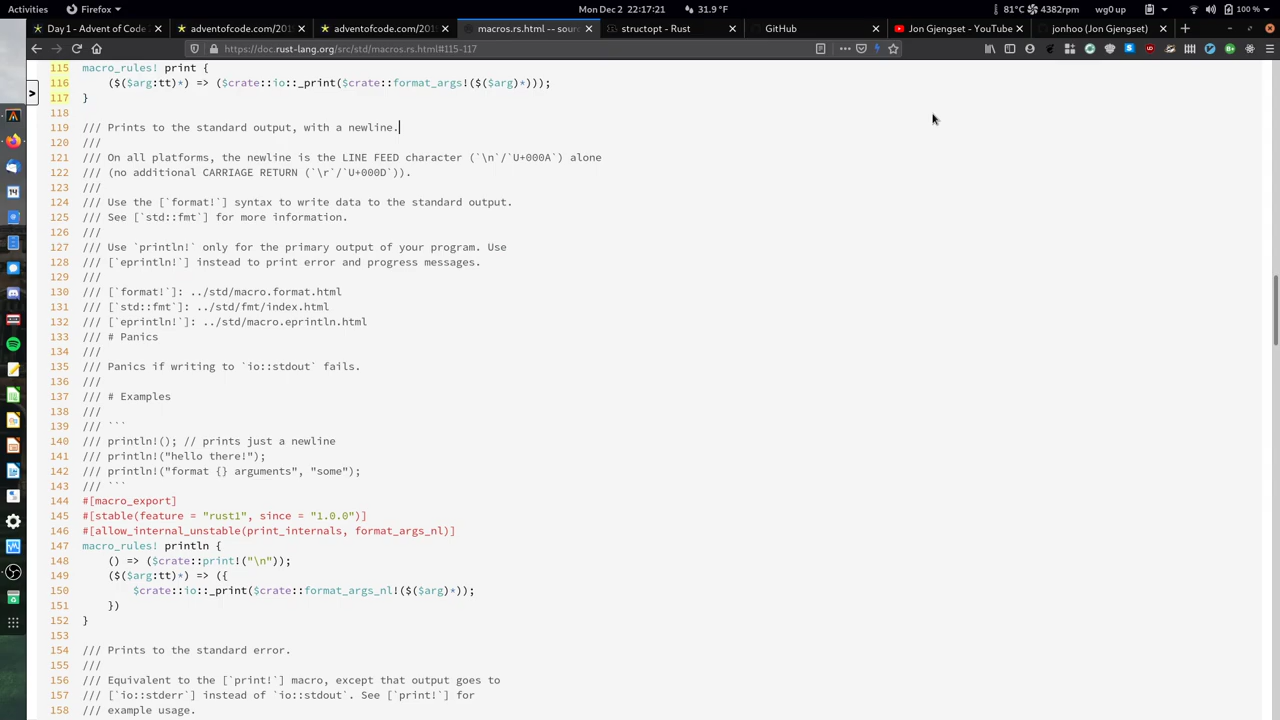 Activities
Firefox
Mon Dec 2 22:17:21
31.9 °F
81°C
4382rpm
wg0 up
100 %
Day 1 - Advent of Code
adventofcode.com/20
adventofcode.com/201
macros.rs.html -- sour
structopt - Rust
GitHub
Jon Gjengset - YouTube
jonhoo (Jon Gjengset)
https://doc.rust-lang.org/src/std/macros.rs.html#115-117
>
115 macro_rules! print {
116     ($($arg:tt)*) => ($crate::io::_print($crate::format_args!($($arg)*)));
117 }
118
119 /// Prints to the standard output, with a newline.
120 ///
121 /// On all platforms, the newline is the LINE FEED character (`\n`/`U+000A`) alone
122 /// (no additional CARRIAGE RETURN (`\r`/`U+000D`)).
123 ///
124 /// Use the [`format!`] syntax to write data to the standard output.
125 /// See [`std::fmt`] for more information.
126 ///
127 /// Use `println!` only for the primary output of your program. Use
128 /// [`eprintln!`] instead to print error and progress messages.
129 ///
130 /// [`format!`]: ../std/macro.format.html
131 /// [`std::fmt`]: ../std/fmt/index.html
132 /// [`eprintln!`]: ../std/macro.eprintln.html
133 /// # Panics
134 ///
135 /// Panics if writing to `io::stdout` fails.
136 ///
137 /// # Examples
138 ///
139 /// ```
140 /// println!(); // prints just a newline
141 /// println!("hello there!");
142 /// println!("format {} arguments", "some");
143 /// ```
144 #[macro_export]
145 #[stable(feature = "rust1", since = "1.0.0")]
146 #[allow_internal_unstable(print_internals, format_args_nl)]
147 macro_rules! println {
148     () => ($crate::print!("\n"));
149     ($($arg:tt)*) => ({
150         $crate::io::_print($crate::format_args_nl!($($arg)*));
151     })
152 }
153
154 /// Prints to the standard error.
155 ///
156 /// Equivalent to the [`print!`] macro, except that output goes to
157 /// [`io::stderr`] instead of `io::stdout`. See [`print!`] for
158 /// example usage.